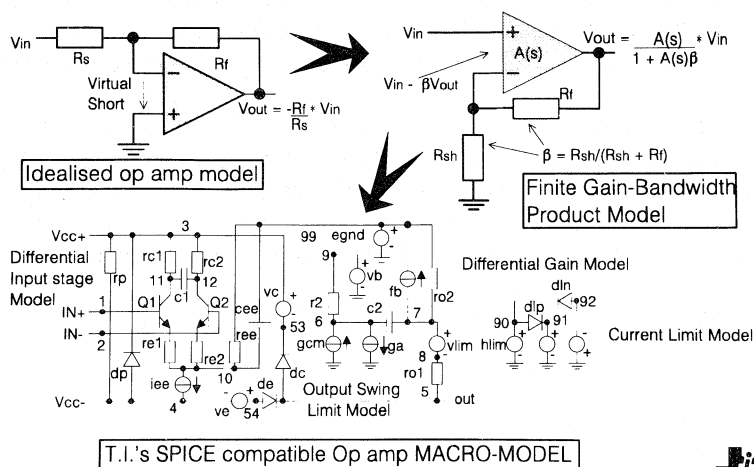 Vin
Rs
Rf
Virtual
Short
Vout = -Rf * Vin
Rs
Idealised op amp model
Vin
A(s)
Vout = A(s) * Vin
1 + A(s)β
Vin - βVout
Rf
Rsh
β = Rsh/(Rsh + Rf)
Finite Gain-Bandwidth
Product Model
Differential
Input stage
Model
Vcc+
3
rp
rc1
rc2
11
c1
12
IN+
1
Q1
Q2
IN-
2
re1
re2
cee
ree
dp
iee
10
4
Vcc-
vc
53
dc
de
ve
54
Output Swing
Limit Model
99
egnd
9
vb
fb
r2
c2
ro2
6
7
gcm
ga
vlim
8
ro1
5
out
Differential Gain Model
dln
92
dlp
90
91
hlim
Current Limit Model
T.I.'s SPICE compatible Op amp MACRO-MODEL